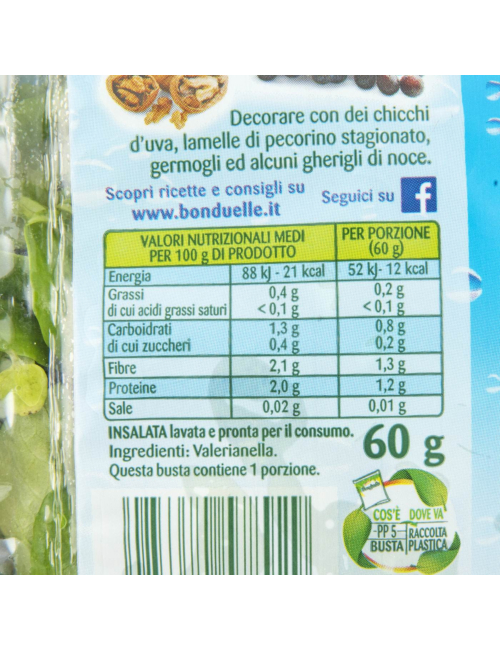 Decorare con dei chicchi
d'uva, lamelle di pecorino stagionato,
germogli ed alcuni gherigli di noce.
Scopri ricette e consigli su
www.bonduelle.it
Seguici su f
VALORI NUTRIZIONALI MEDI
PER 100 g DI PRODOTTO
PER PORZIONE
(60 g)
Energia 88 kJ - 21 kcal 52 kJ- 12 kcal
Grassi 0,4 g 0,2 g
di cui acidi grassi saturi <0,1 g <0,1 g
Carboidrati 1,3 g 0,8 g
di cui zuccheri 0,4 g 0,2 g
Fibre 2,1 g 1,3 g
Proteine 2,0 g 1,2 g
Sale 0,02 g 0,01 g
INSALATA lavata e pronta per il consumo.
Ingredienti: Valerianella.
Questa busta contiene 1 porzione.
60 g
COS'È DOVE VA
PP 5 RACCOLTA
BUSTA PLASTICA